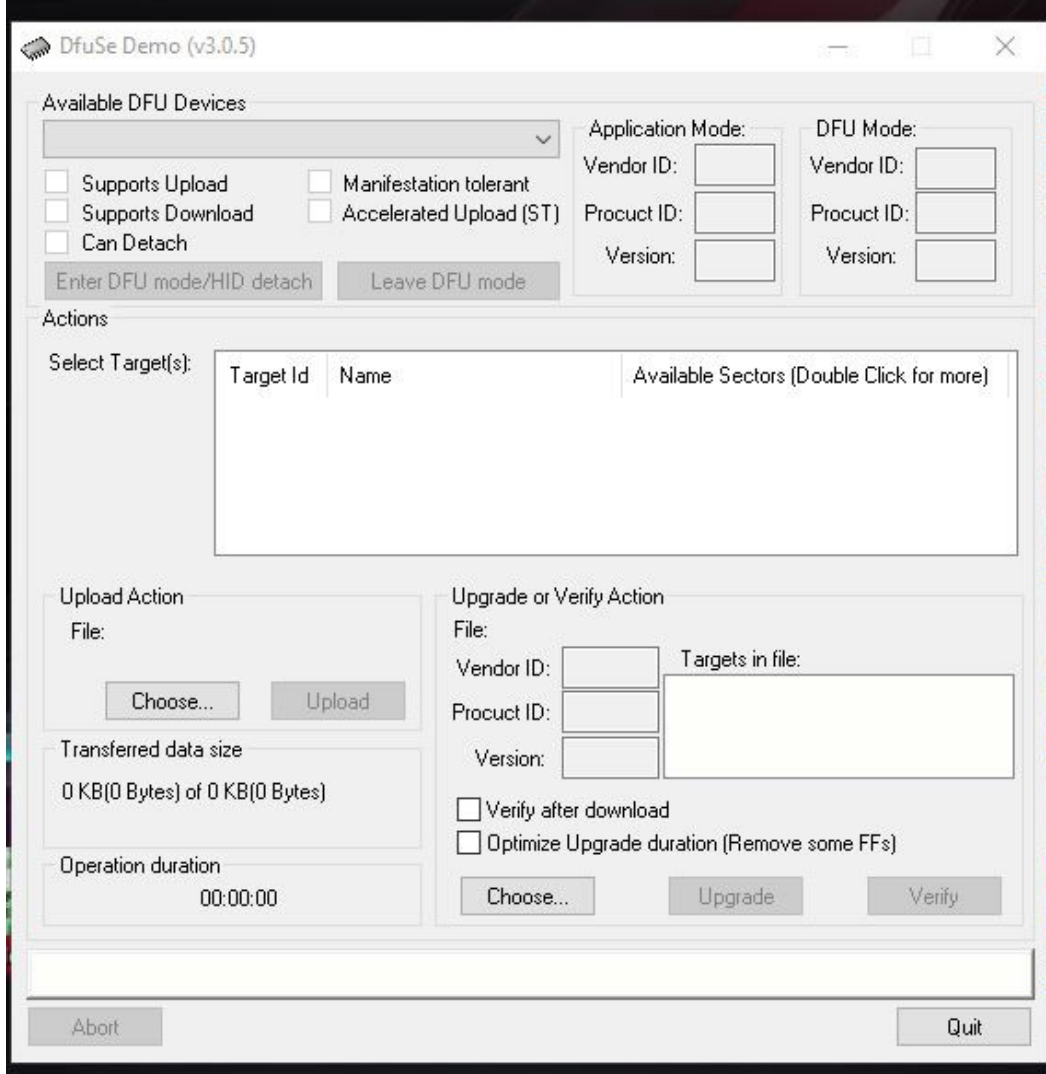 DfuSe Demo (v3.0.5)
Available DFU Devices
Supports Upload
Manifestation tolerant
Supports Download
Accelerated Upload (ST)
Can Detach
Enter DFU mode/HID detach
Leave DFU mode
Application Mode:
Vendor ID:
Procuct ID:
Version:
DFU Mode:
Vendor ID:
Procuct ID:
Version:
Actions
Select Target(s):
Target Id Name Available Sectors (Double Click for more)
Upload Action
File:
Choose... Upload
Transferred data size
0 KB(0 Bytes) of 0 KB(0 Bytes)
Operation duration
00:00:00
Upgrade or Verify Action
File:
Vendor ID:
Procuct ID:
Version:
Targets in file:
Verify after download
Optimize Upgrade duration (Remove some FFs)
Choose... Upgrade Verify
Abort Quit